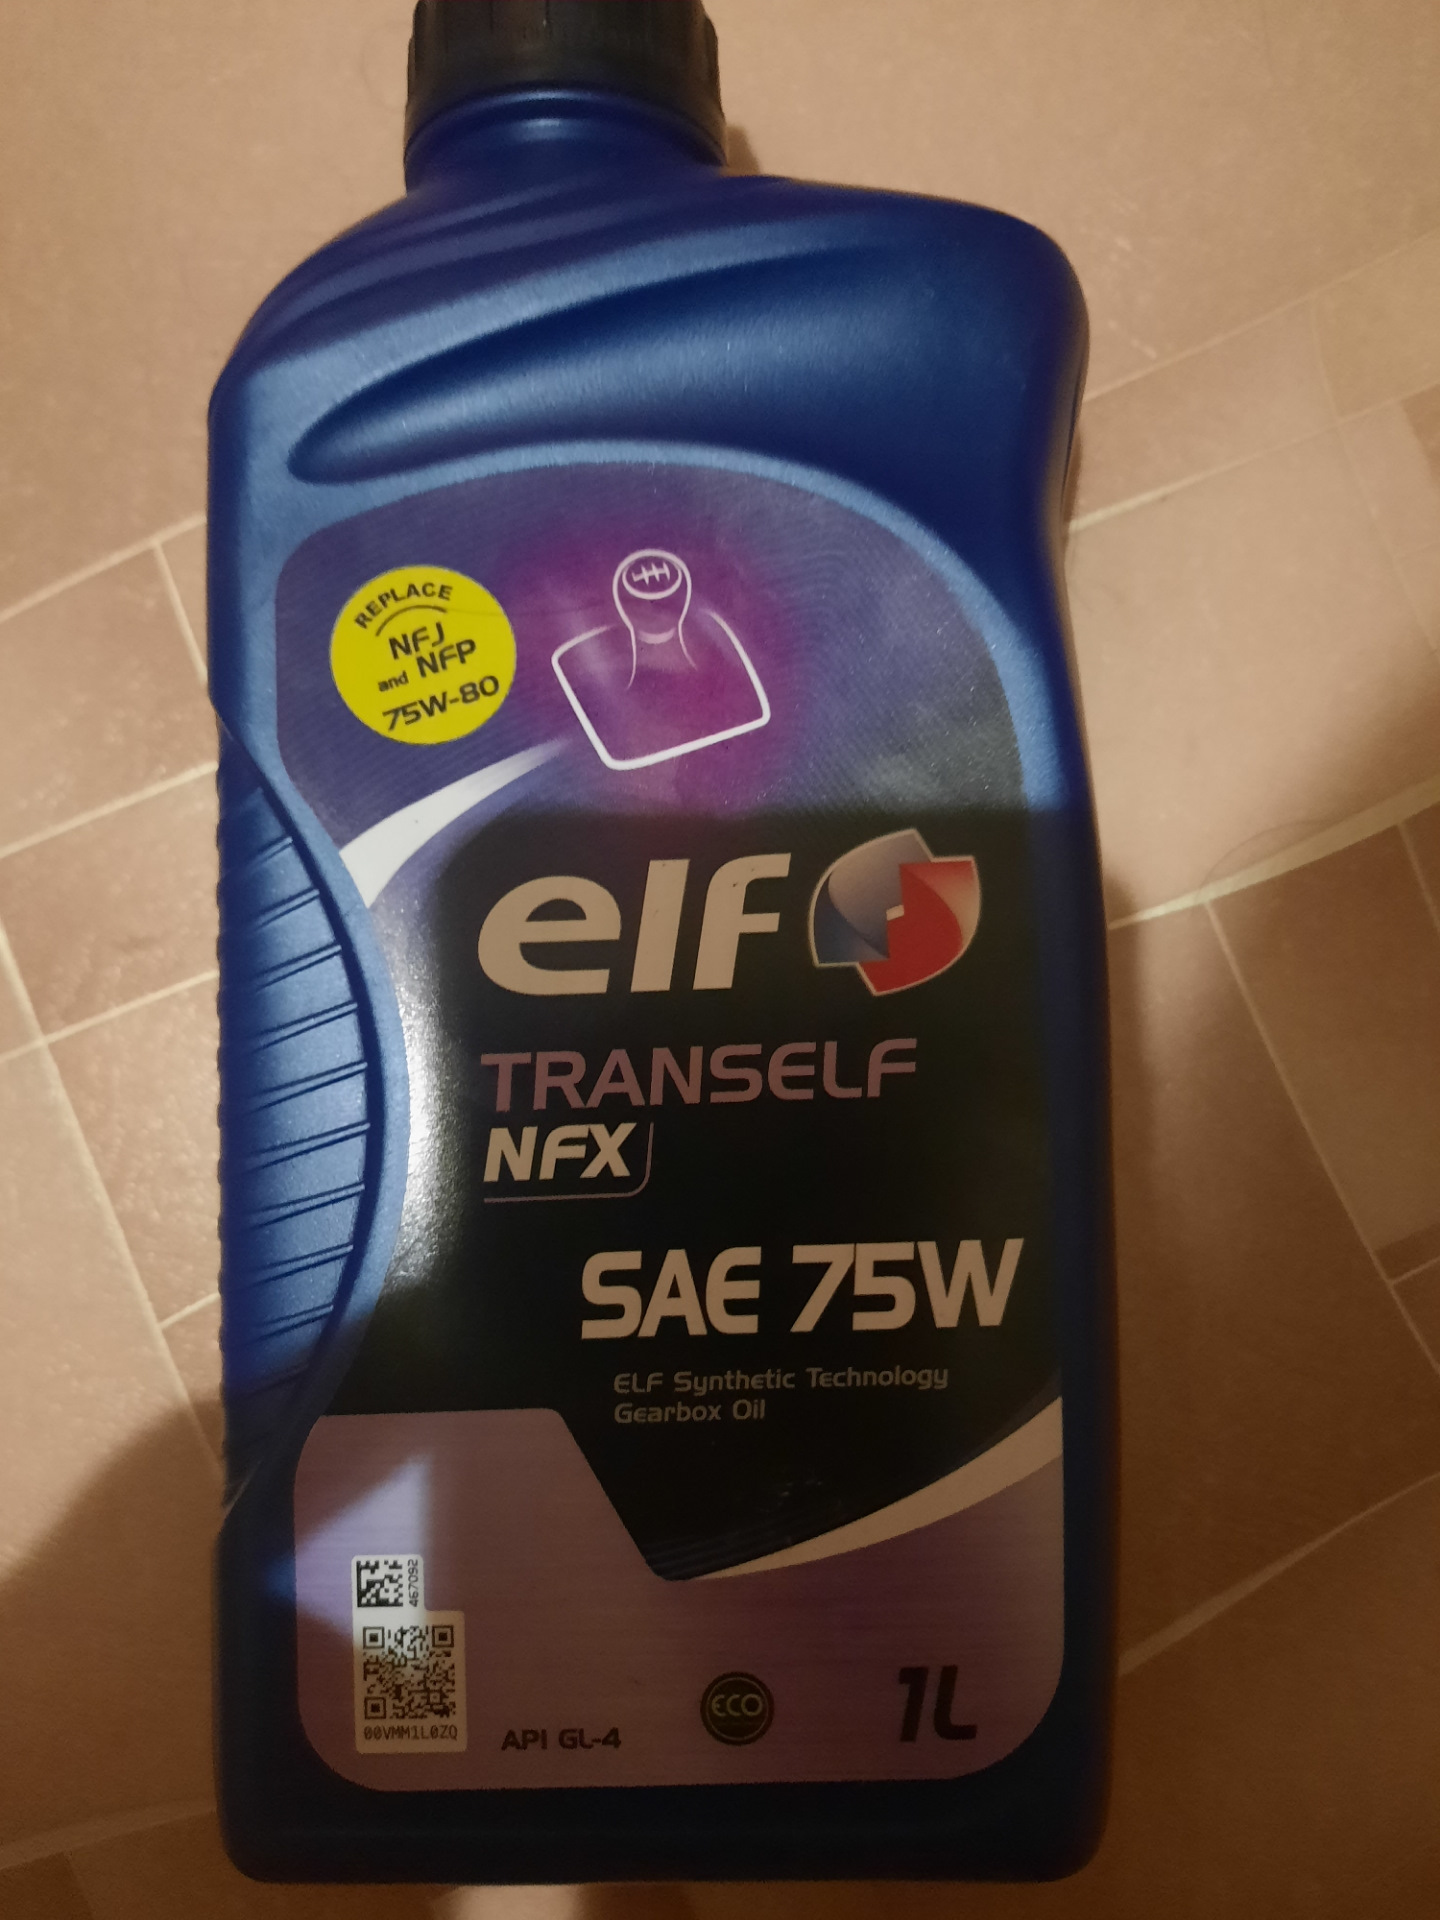 REPLACE
NFJ
and NFP
75W-80
elf
TRANSELF
NFX
SAE 75W
ELF Synthetic Technology
Gearbox Oil
467092
00VMM1L0ZQ
API GL-4
ECO
1L